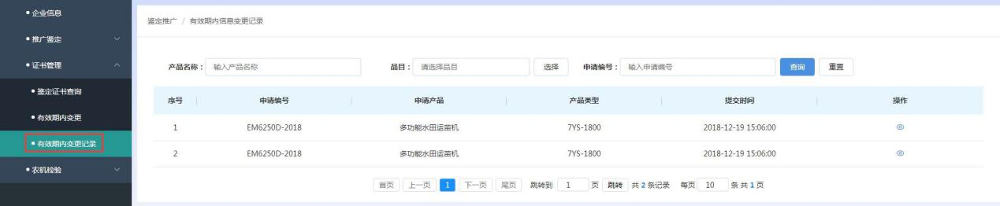 企业信息
推广鉴定
证书管理
鉴定证书查询
有效期内变更
有效期内变更记录
农机检验
鉴定推广 / 有效期内信息变更记录
产品名称： 输入产品名称 品目： 请选择品目 选择 申请编号： 输入申请编号 查询 重置
序号 申请编号 申请产品 产品类型 提交时间 操作
1 EM6250D-2018 多功能水田运苗机 7YS-1800 2018-12-19 15:06:00
2 EM6250D-2018 多功能水田运苗机 7YS-1800 2018-12-19 15:06:00
首页 上一页 1 下一页 尾页 跳转到 1 页 跳转 共 2 条记录 每页 10 条 共 1 页